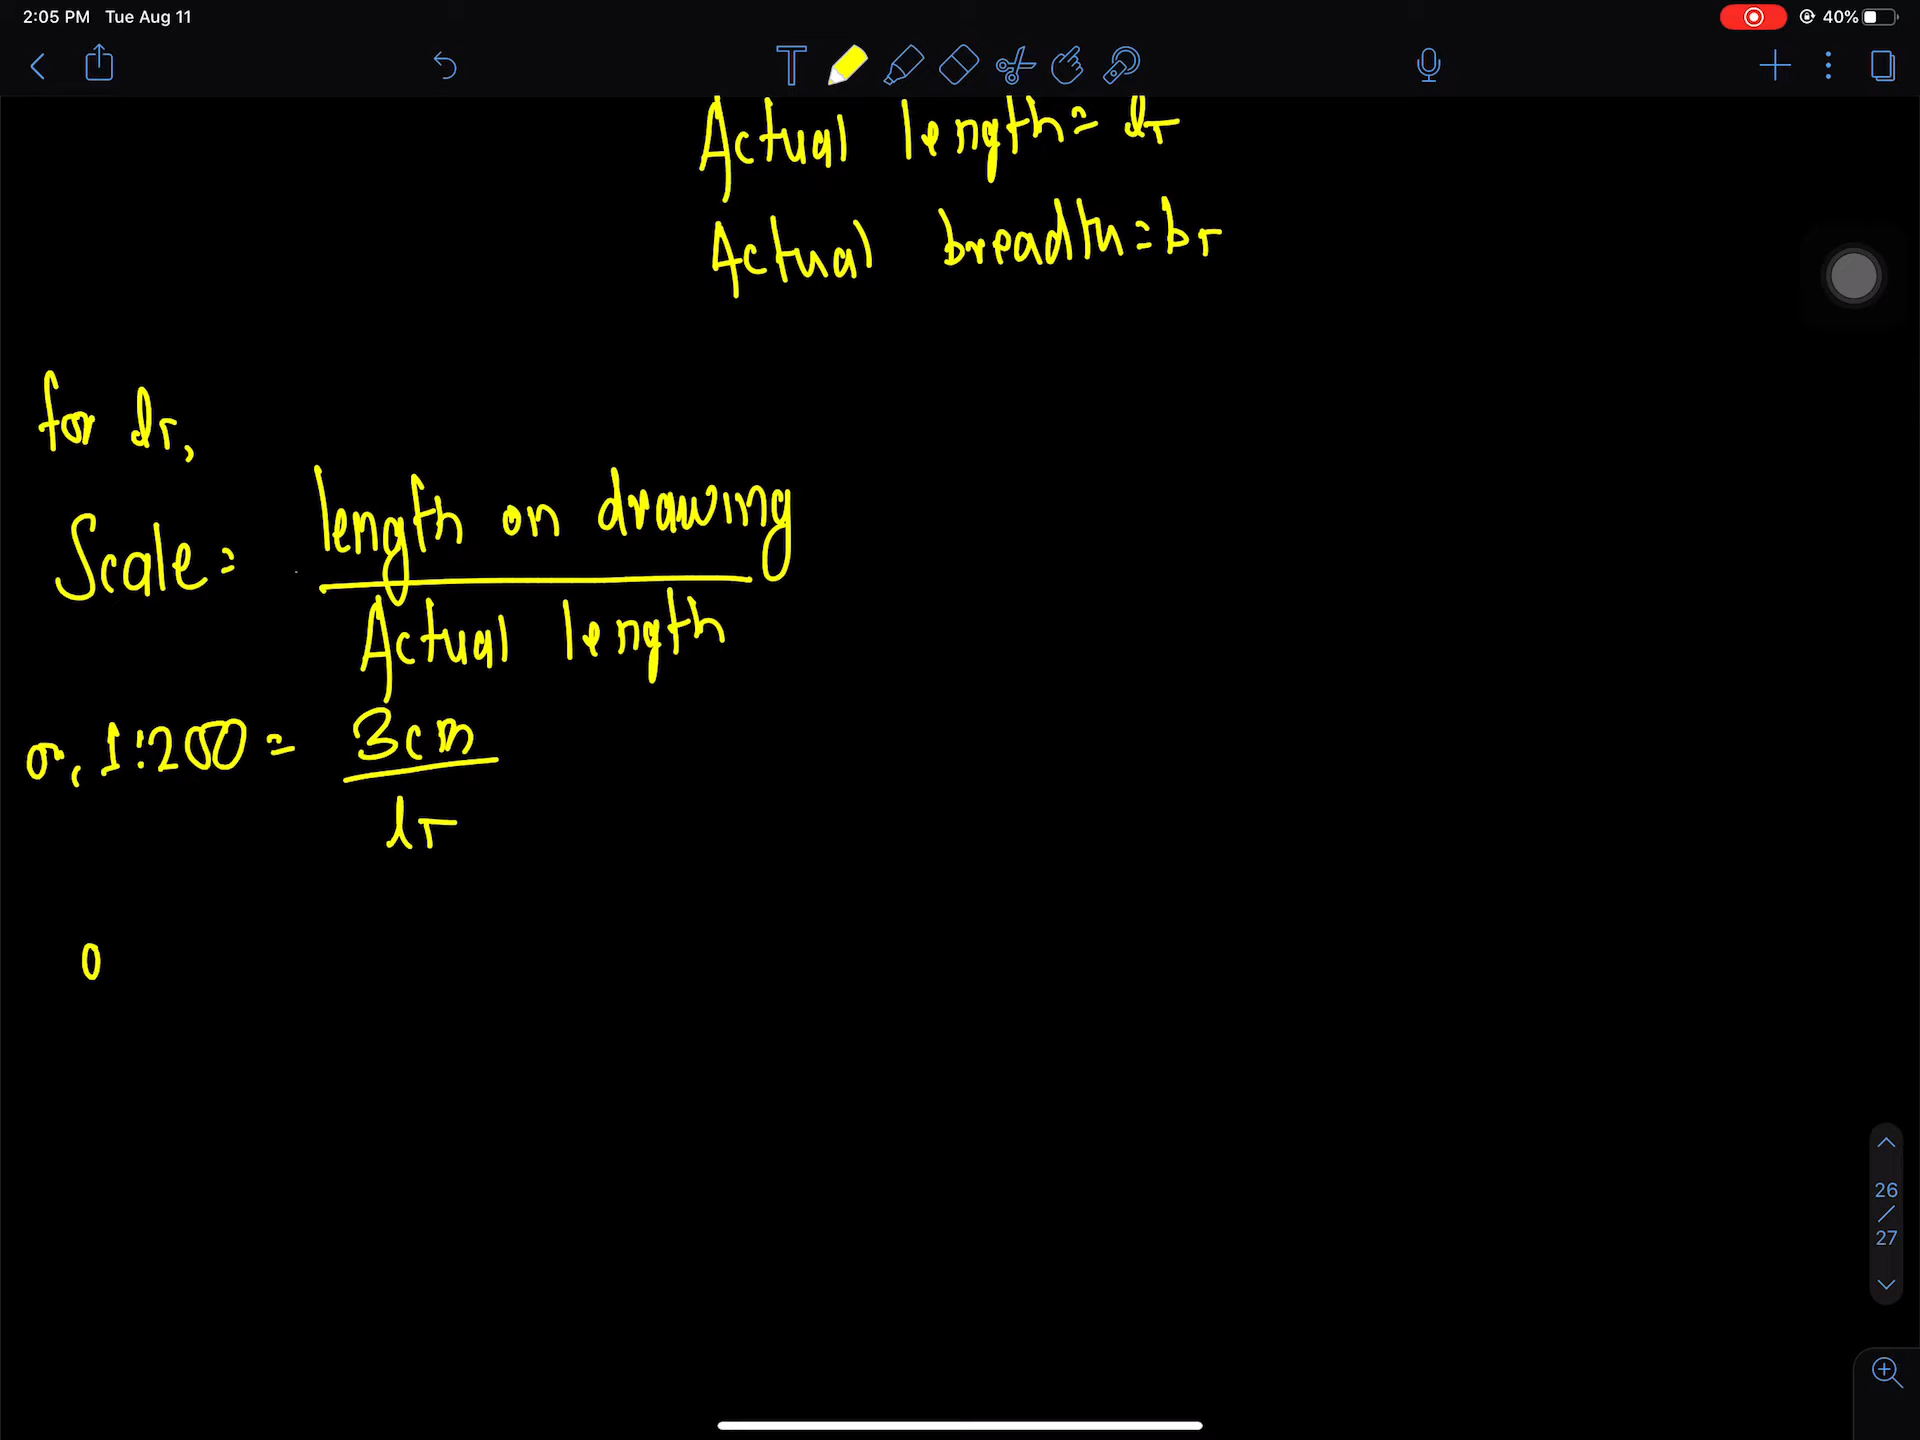 2:05 PM Tue Aug 11
40%
Actual length = lr
Actual breadth = br
for lr,
Scale = length on drawing
Actual length
or, 1:200 = 3cm
lr
0
26
/
27